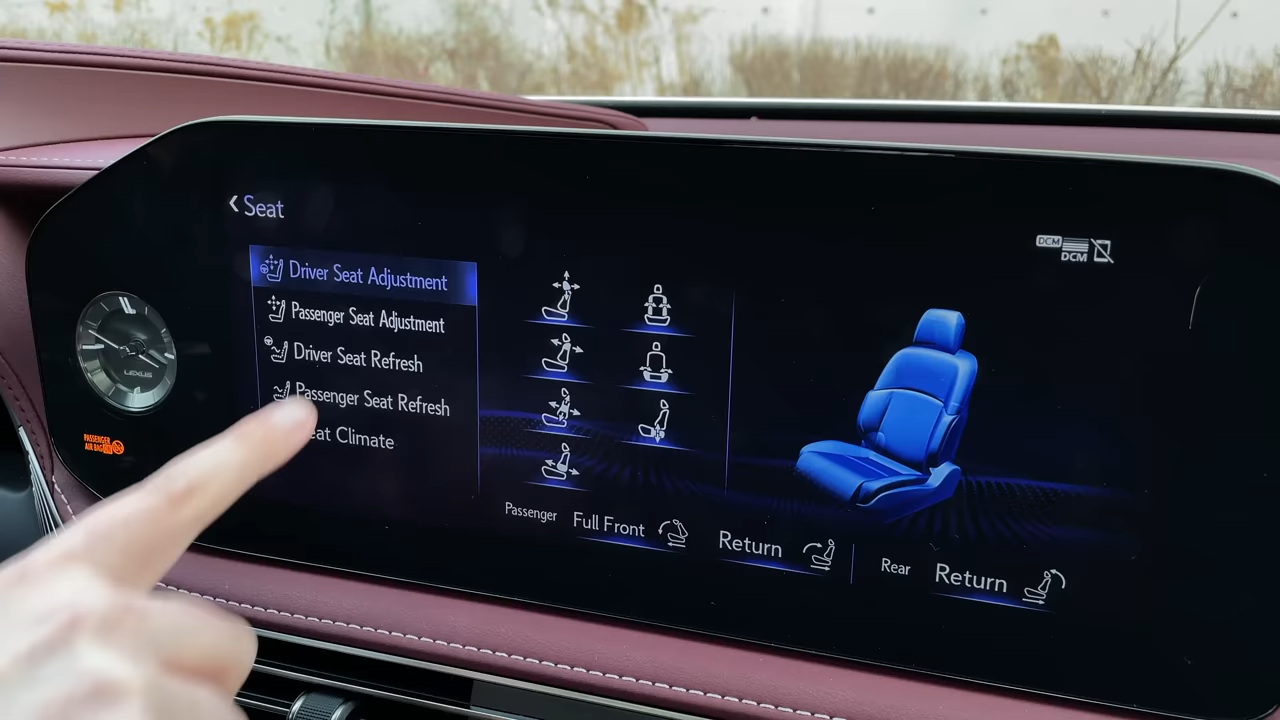 Seat
DCM
DCM
Driver Seat Adjustment
Passenger Seat Adjustment
Driver Seat Refresh
Passenger Seat Refresh
eat Climate
LEXUS
PASSENGER
AIR BAG
Passenger
Full Front
Return
Rear
Return